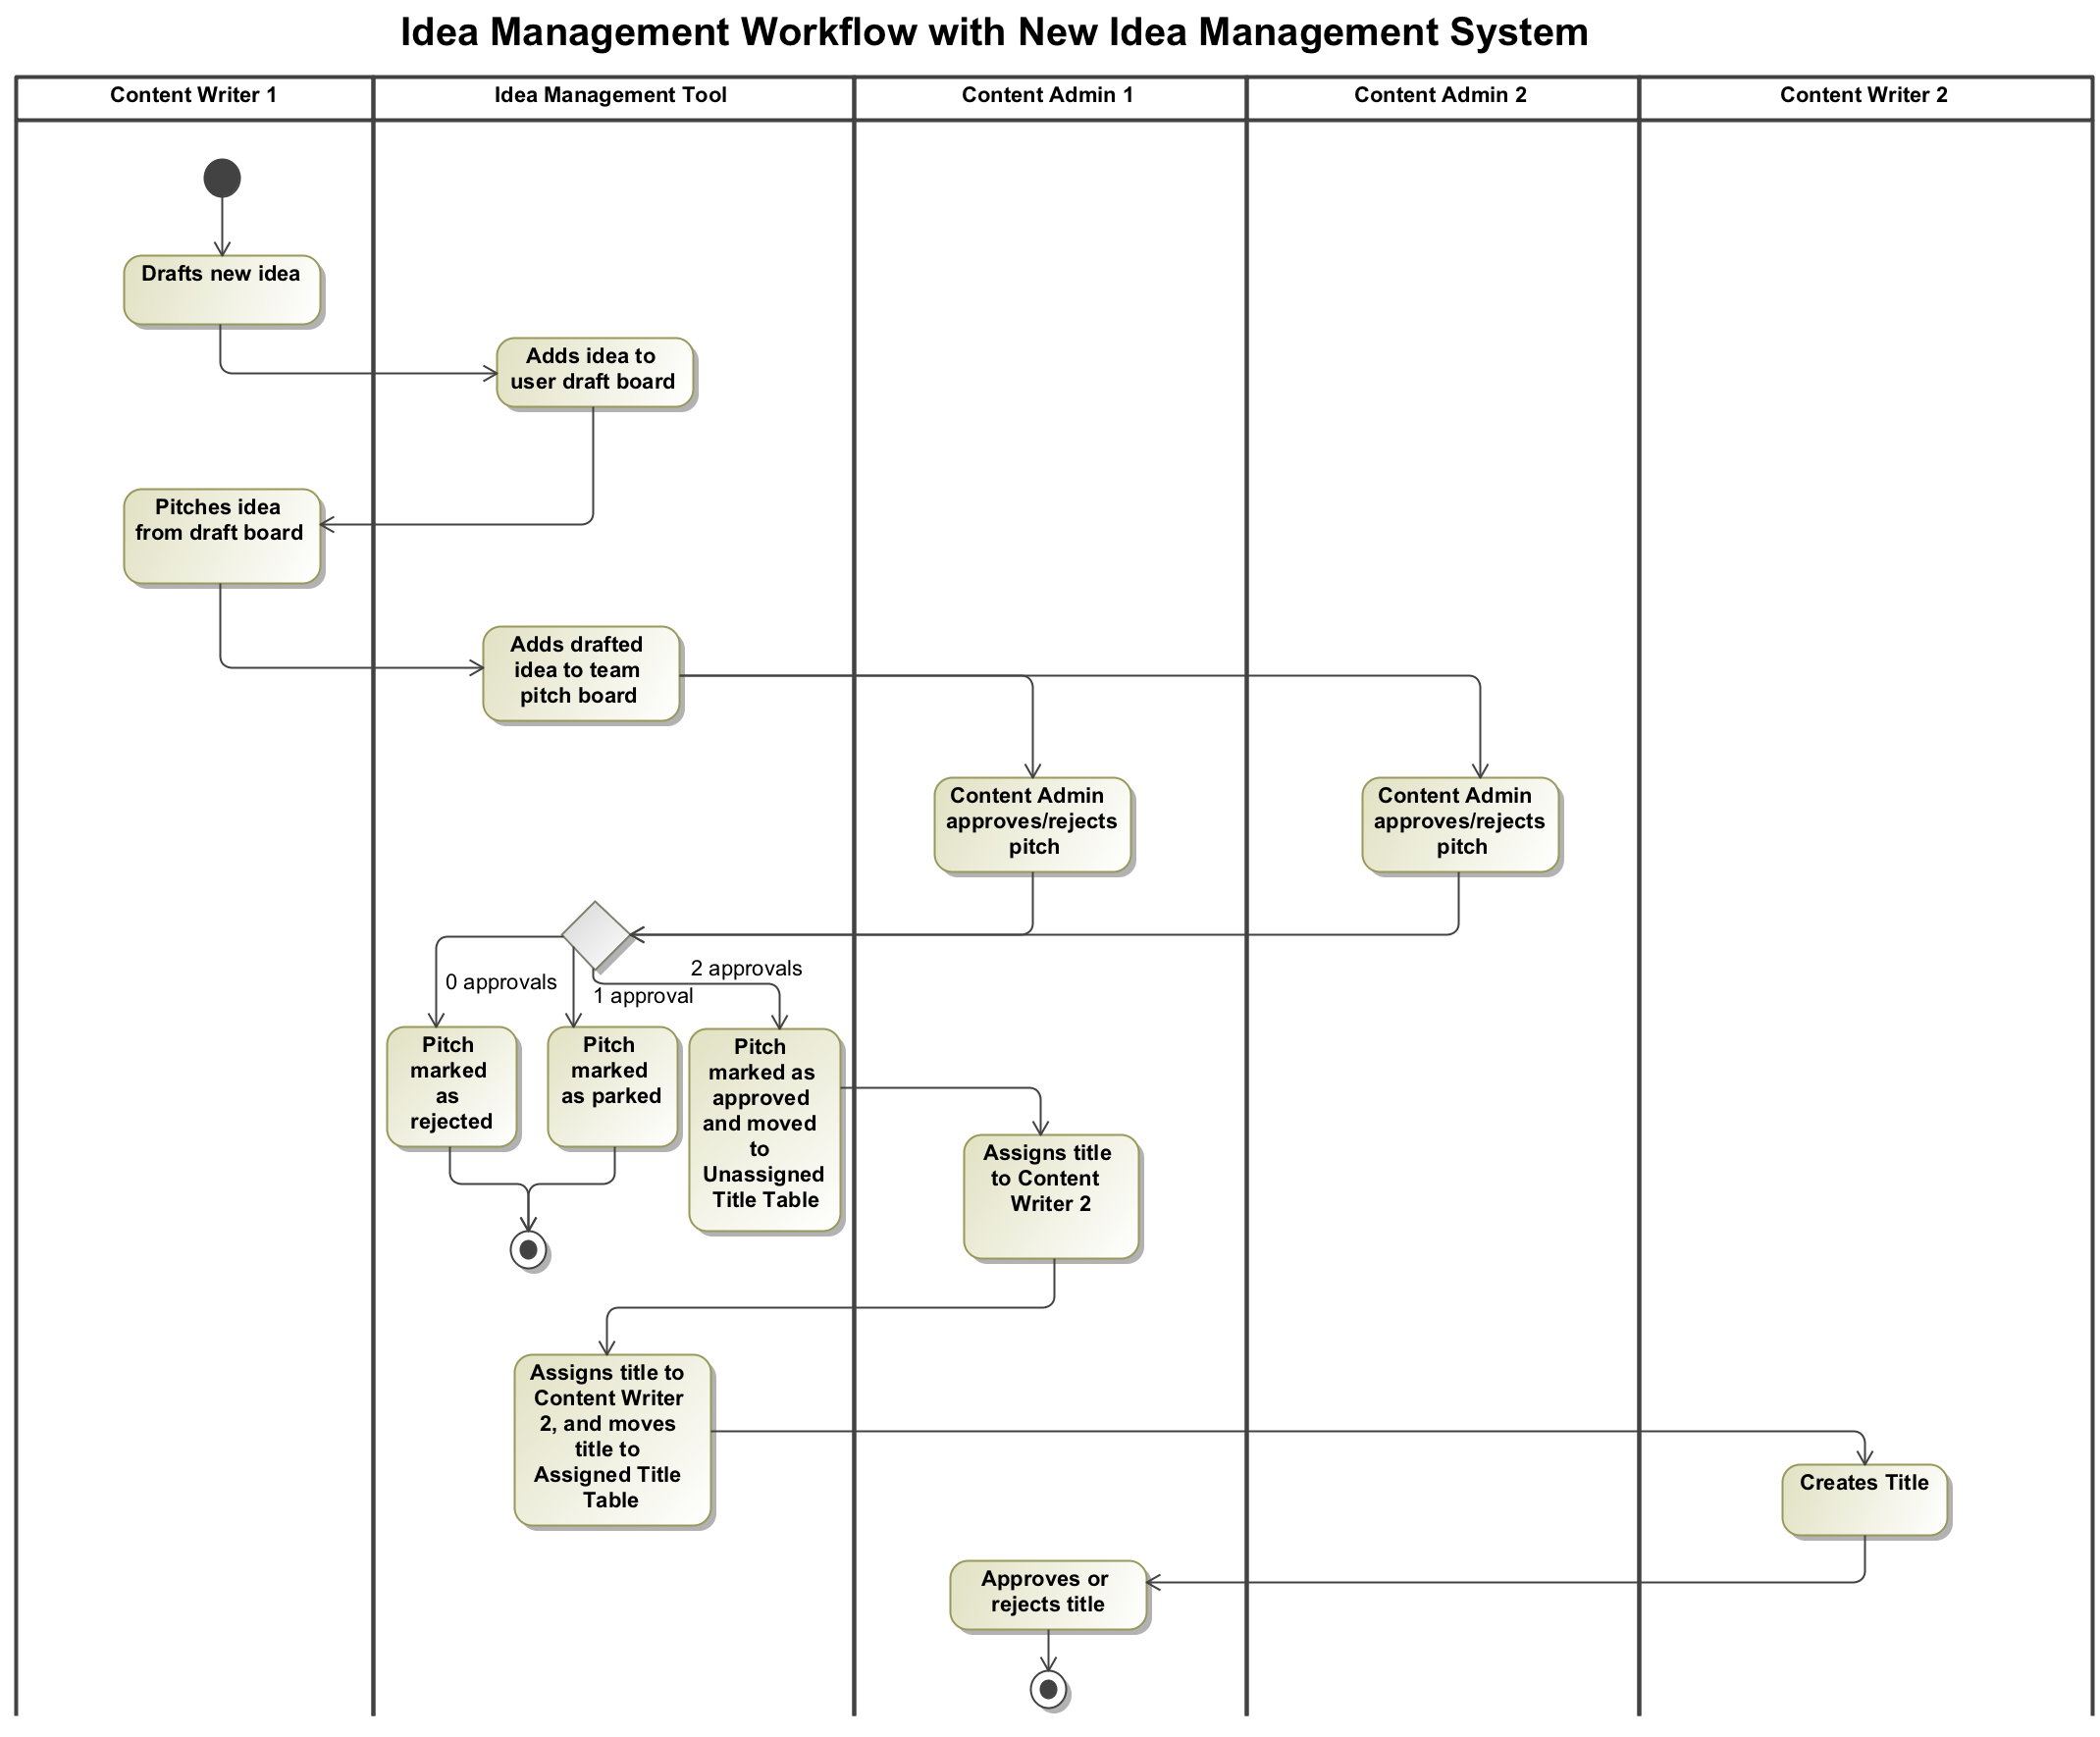 Idea Management Workflow with New Idea Management System
Content Writer 1
Idea Management Tool
Content Admin 1
Content Admin 2
Content Writer 2
Drafts new idea
Adds idea to
user draft board
Pitches idea
from draft board
Adds drafted
idea to team
pitch board
Content Admin
approves/rejects
pitch
Content Admin
approves/rejects
pitch
0 approvals
1 approval
2 approvals
Pitch
marked
as
rejected
Pitch
marked
as parked
Pitch
marked as
approved
and moved
to
Unassigned
Title Table
Assigns title
to Content
Writer 2
Assigns title to
Content Writer
2, and moves
title to
Assigned Title
Table
Creates Title
Approves or
rejects title